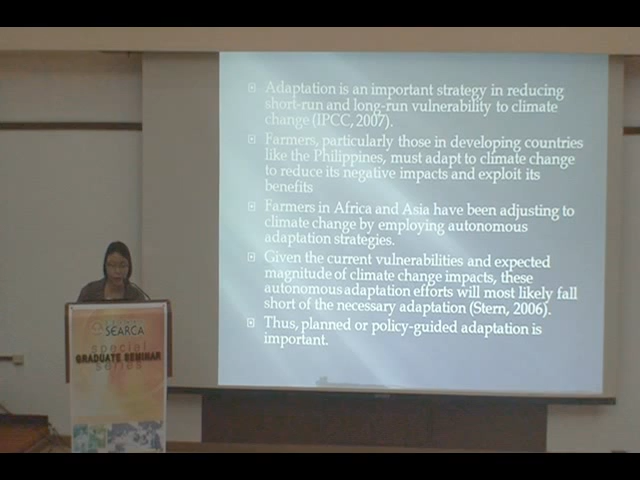 Adaptation is an important strategy in reducing
short-run and long-run vulnerability to climate
change (IPCC, 2007).
Farmers, particularly those in developing countries
like the Philippines, must adapt to climate change
to reduce its negative impacts and exploit its
benefits
Farmers in Africa and Asia have been adjusting to
climate change by employing autonomous
adaptation strategies.
Given the current vulnerabilities and expected
magnitude of climate change impacts, these
autonomous adaptation efforts will most likely fall
short of the necessary adaptation (Stern, 2006).
Thus, planned or policy-guided adaptation is
important.
SEARCA
special
GRADUATE SEMINAR
series